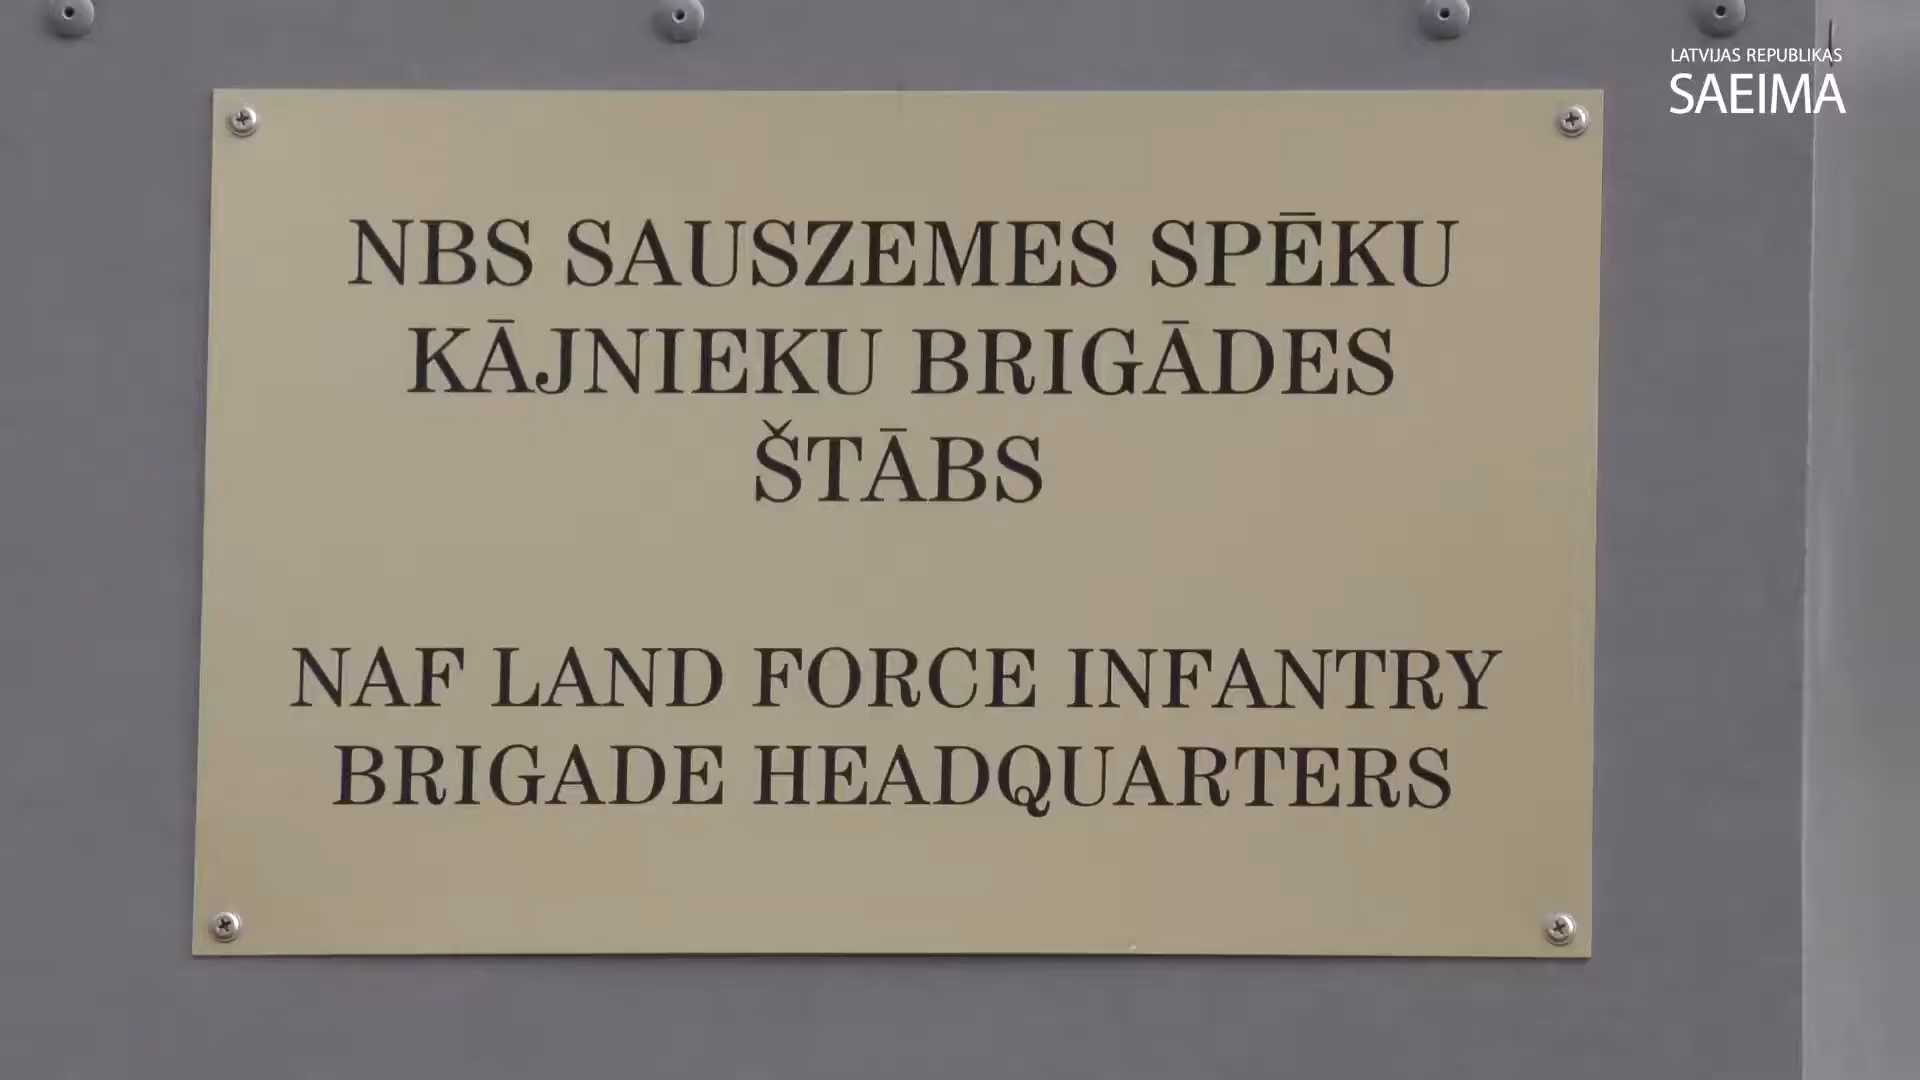 LATVIJAS REPUBLIKAS
SAEIMA
NBS SAUSZEMES SPĒKU
KĀJNIEKU BRIGĀDES
ŠTĀBS
NAF LAND FORCE INFANTRY
BRIGADE HEADQUARTERS